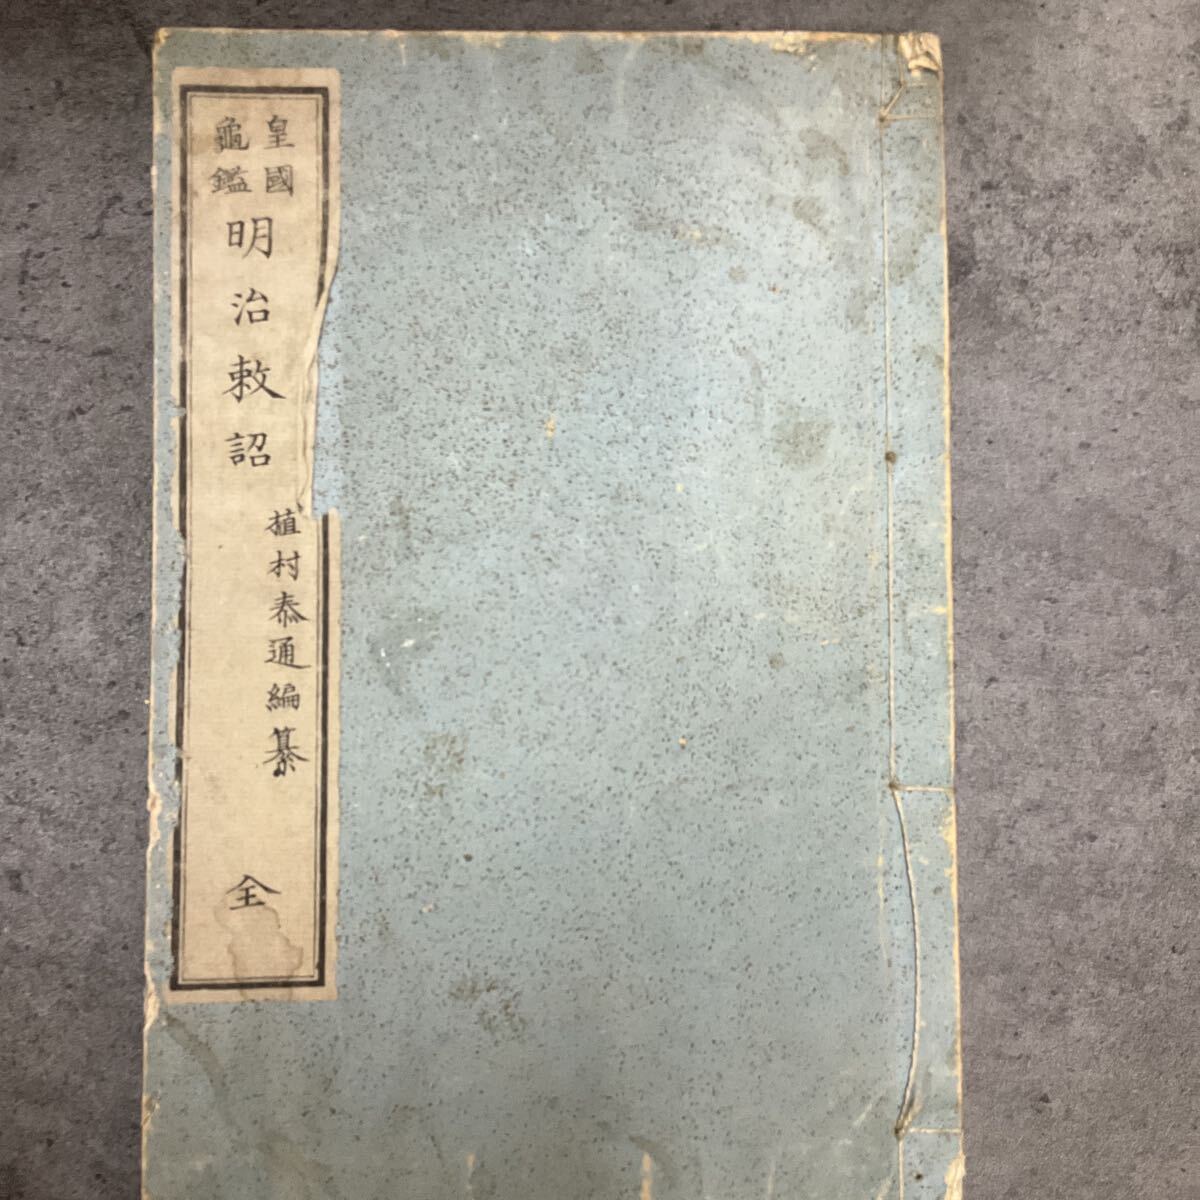 皇國
龜鑑
明治敕詔
植村泰通編纂
全